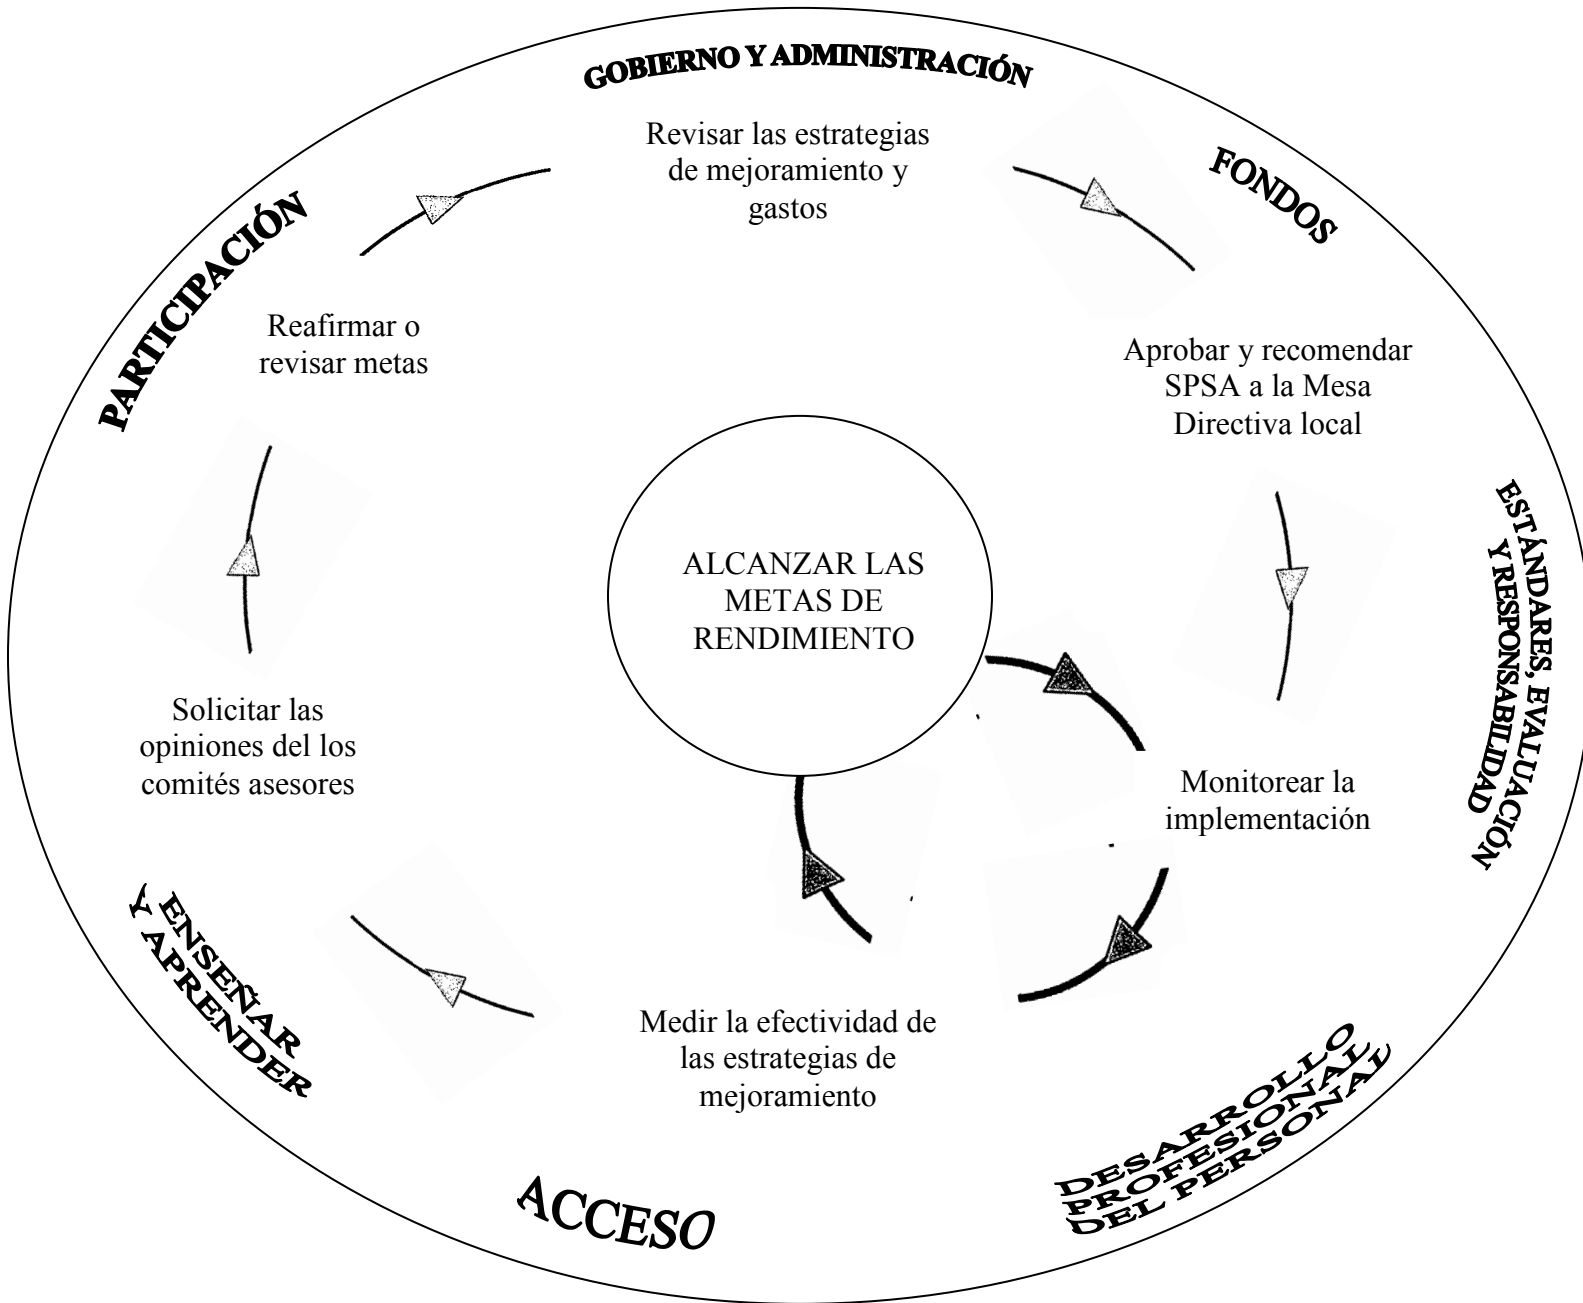 GOBIERNO Y ADMINISTRACIÓN
Revisar las estrategias
de mejoramiento y
gastos
FONDOS
Aprobar y recomendar
SPSA a la Mesa
Directiva local
ESTÁNDARES, EVALUACIÓN
Y RESPONSABILIDAD
Monitorear la
implementación
DESARROLLO
PROFESIONAL
DEL PERSONAL
Medir la efectividad de
las estrategias de
mejoramiento
ACCESO
ENSEÑAR
Y APRENDER
Solicitar las
opiniones del los
comités asesores
Reafirmar o
revisar metas
PARTICIPACIÓN
ALCANZAR LAS
METAS DE
RENDIMIENTO